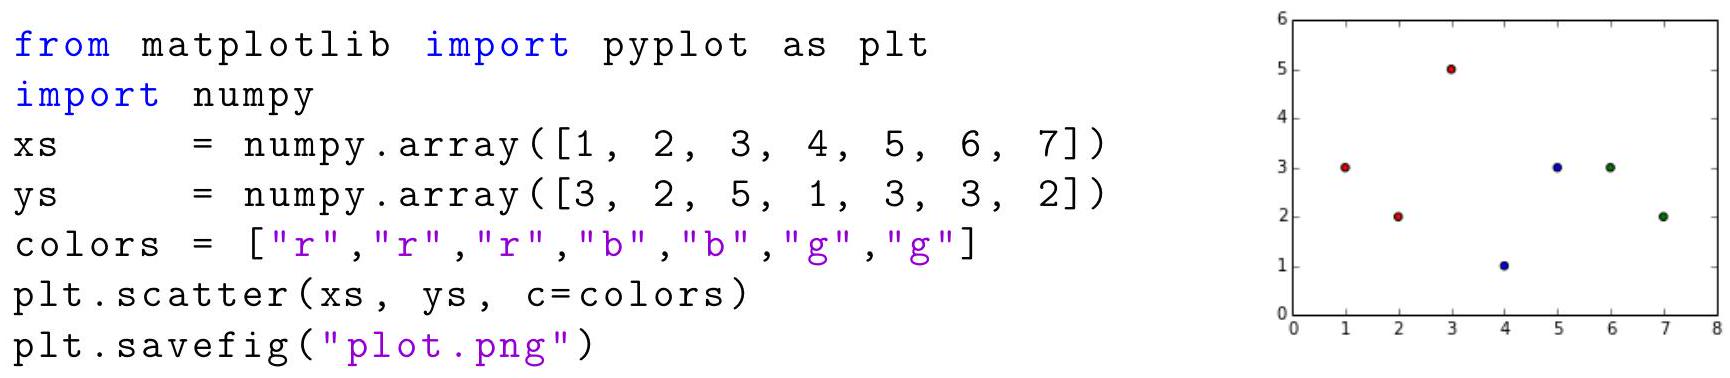 from matplotlib import pyplot as plt
import numpy
xs     = numpy.array([1, 2, 3, 4, 5, 6, 7])
ys     = numpy.array([3, 2, 5, 1, 3, 3, 2])
colors = ["r","r","r","b","b","g","g"]
plt.scatter(xs, ys, c=colors)
plt.savefig("plot.png")
6
5
4
3
2
1
0
0 1 2 3 4 5 6 7 8